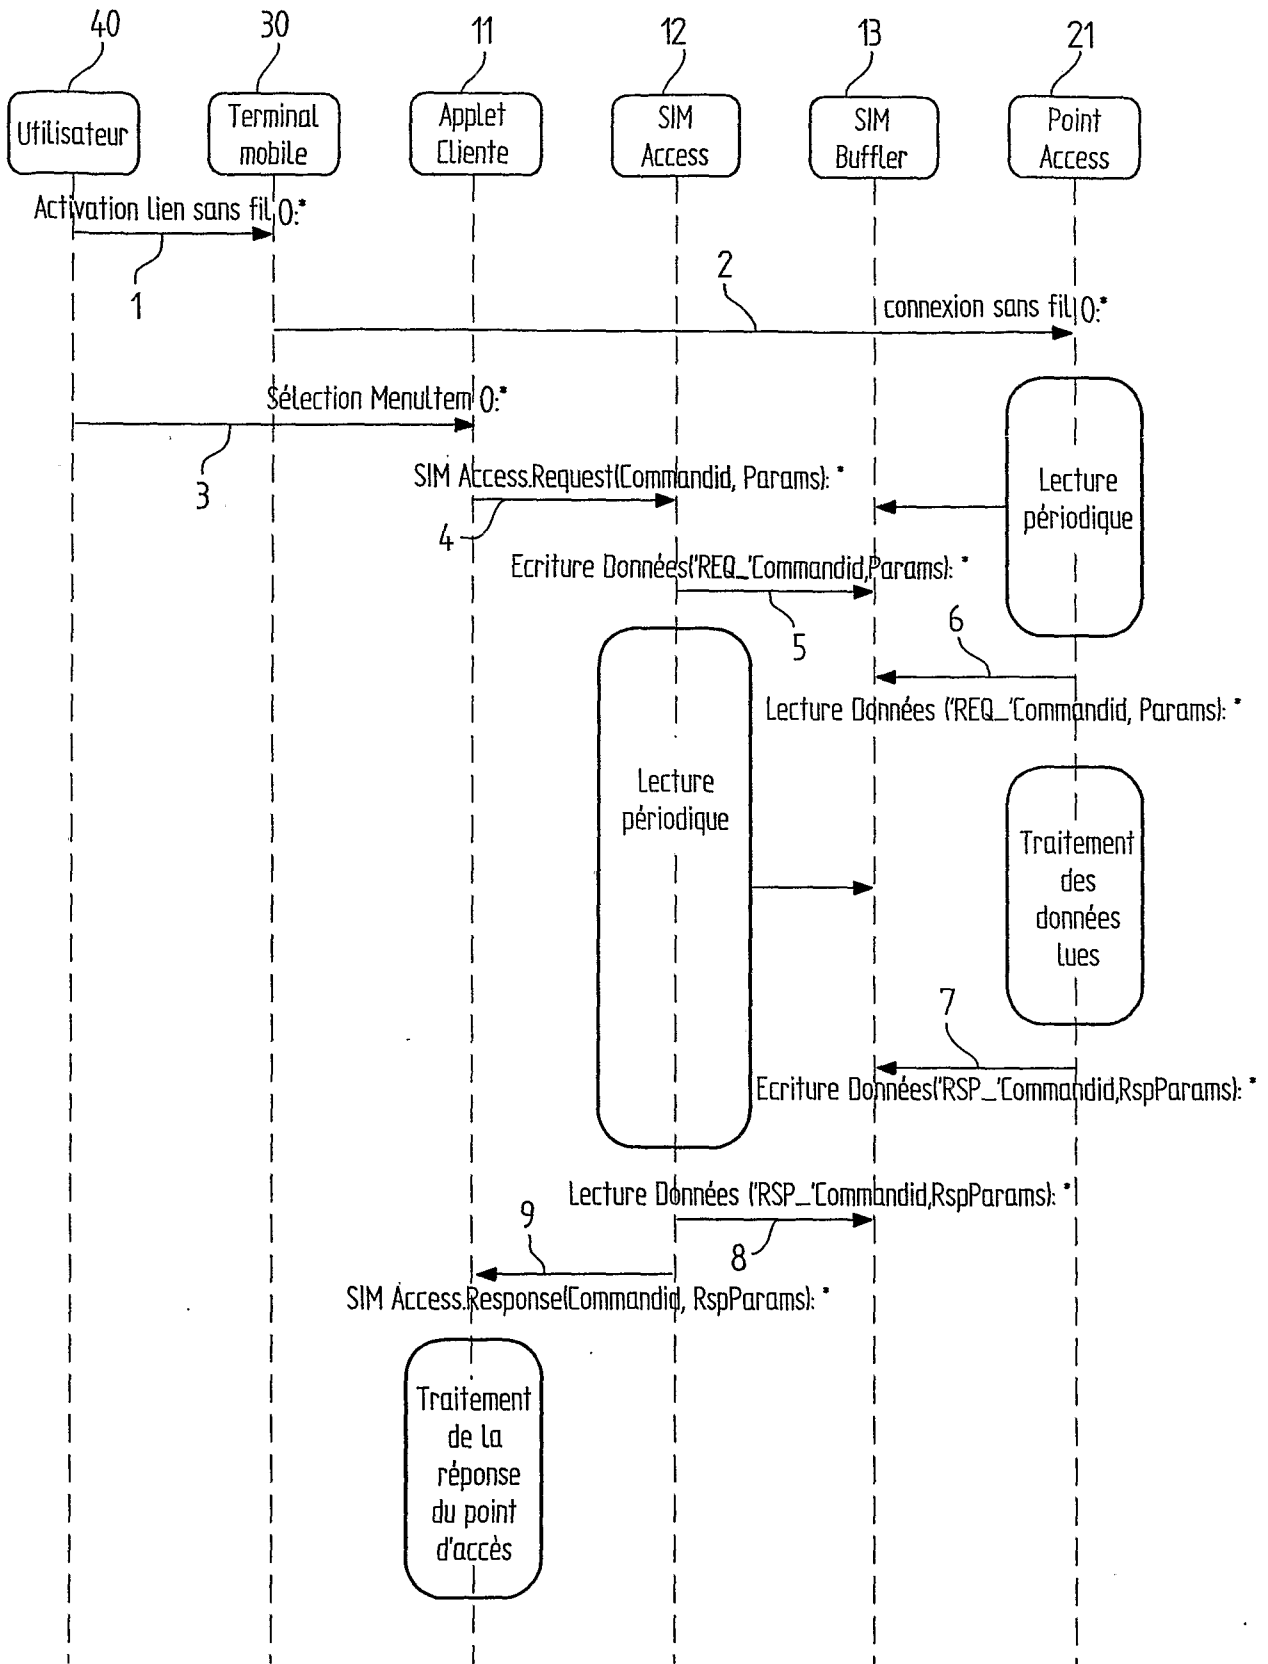 40
30
11
12
13
21
Utilisateur
Terminal
mobile
Applet
Cliente
SIM
Access
SIM
Buffler
Point
Access
Activation lien sans fil ():*
1
2
connexion sans fil ():*
Sélection MenuItem ():*
3
SIM Access.Request(Commandid, Params): *
4
Lecture
périodique
Ecriture Données('REQ_'Commandid,Params): *
5
6
Lecture Données ('REQ_'Commandid, Params): *
Lecture
périodique
Traitement
des
données
lues
7
Ecriture Données('RSP_'Commandid,RspParams): *
Lecture Données ('RSP_'Commandid,RspParams): *
8
9
SIM Access.Response(Commandid, RspParams): *
Traitement
de la
réponse
du point
d'accès